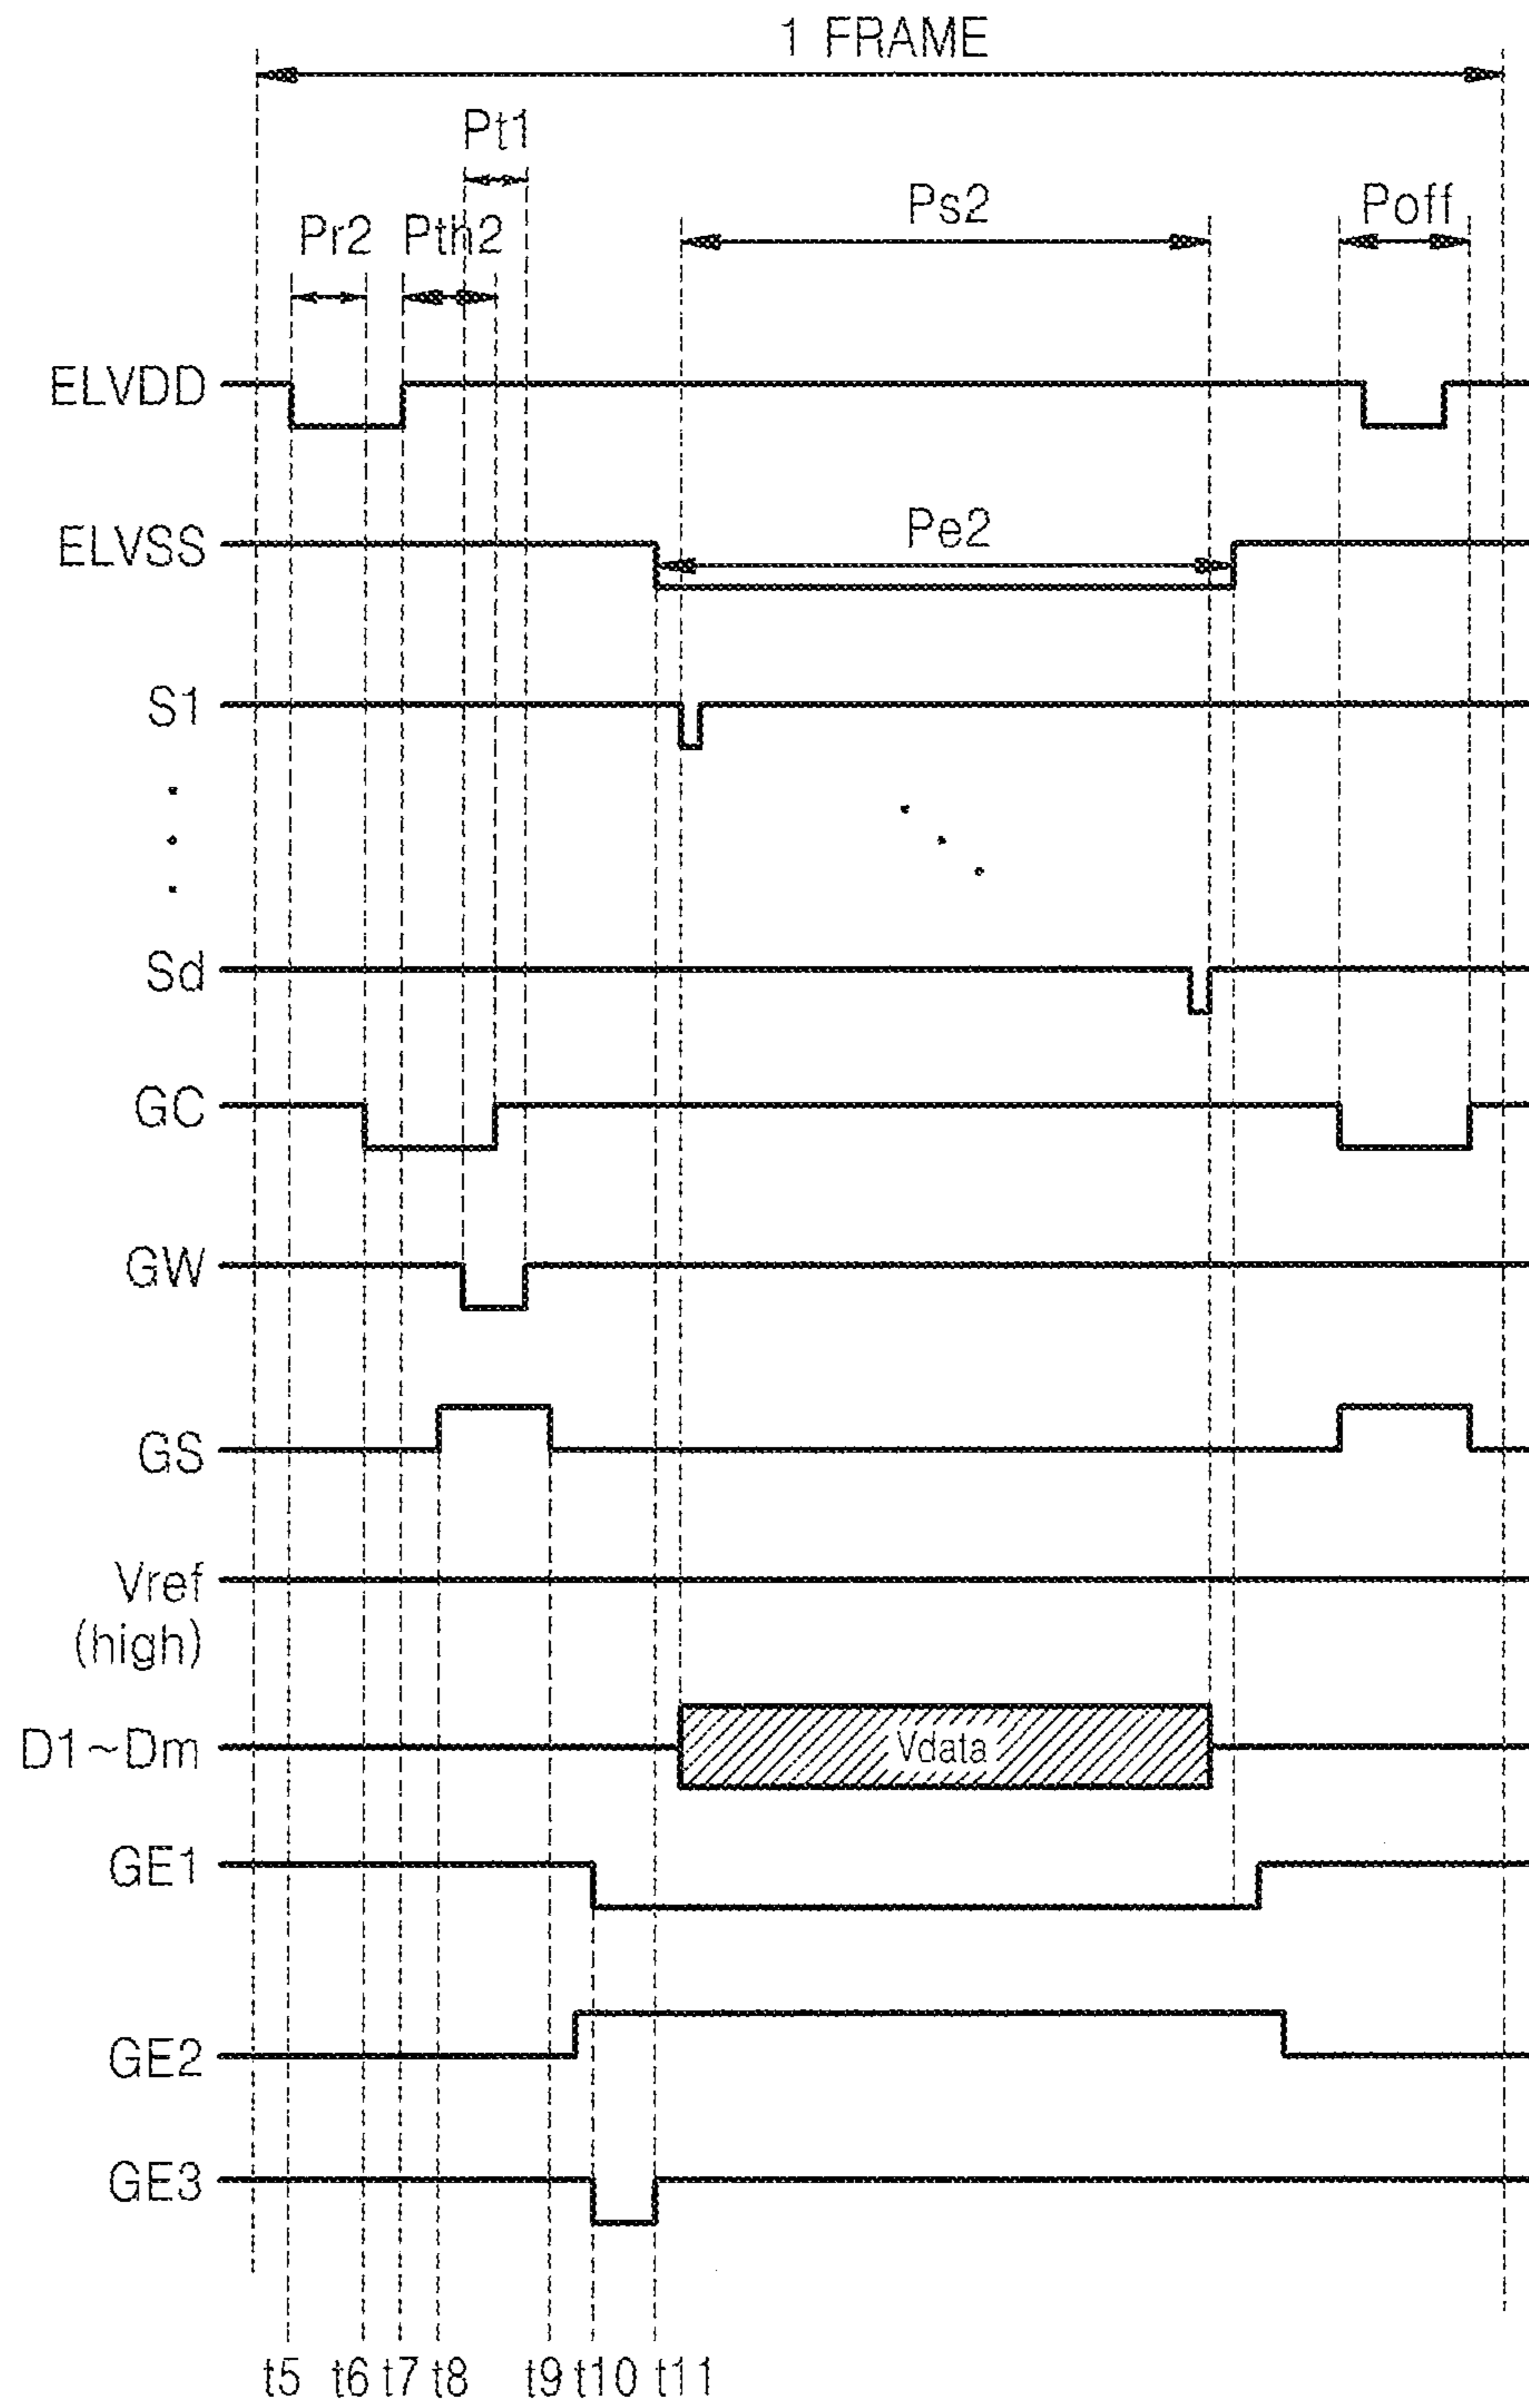 1 FRAME
Pt1
Pr2 Pth2 Ps2 Poff
ELVDD
ELVSS Pe2
S1
Sd
GC
GW
GS
Vref
(high)
D1~Dm Vdata
GE1
GE2
GE3
t5 t6 t7 t8 t9 t10 t11